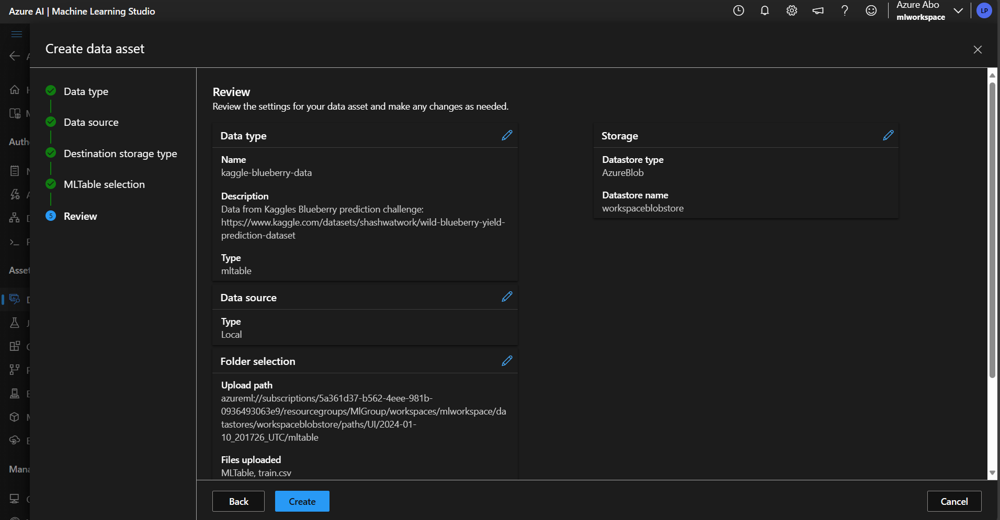 Azure AI | Machine Learning Studio
Azure Abo
mlworkspace
LP
Create data asset
Data type
Data source
Destination storage type
MLTable selection
5
Review
Review
Review the settings for your data asset and make any changes as needed.
Data type
Name
kaggle-blueberry-data
Description
Data from Kaggles Blueberry prediction challenge:
https://www.kaggle.com/datasets/shashwatwork/wild-blueberry-yield-
prediction-dataset
Type
mltable
Data source
Type
Local
Folder selection
Upload path
azureml://subscriptions/5a361d37-b562-4eee-981b-
0936493063e9/resourcegroups/MlGroup/workspaces/mlworkspace/da
tastores/workspaceblobstore/paths/UI/2024-01-
10_201726_UTC/mltable
Files uploaded
MLTable, train.csv
Storage
Datastore type
AzureBlob
Datastore name
workspaceblobstore
Back
Create
Cancel